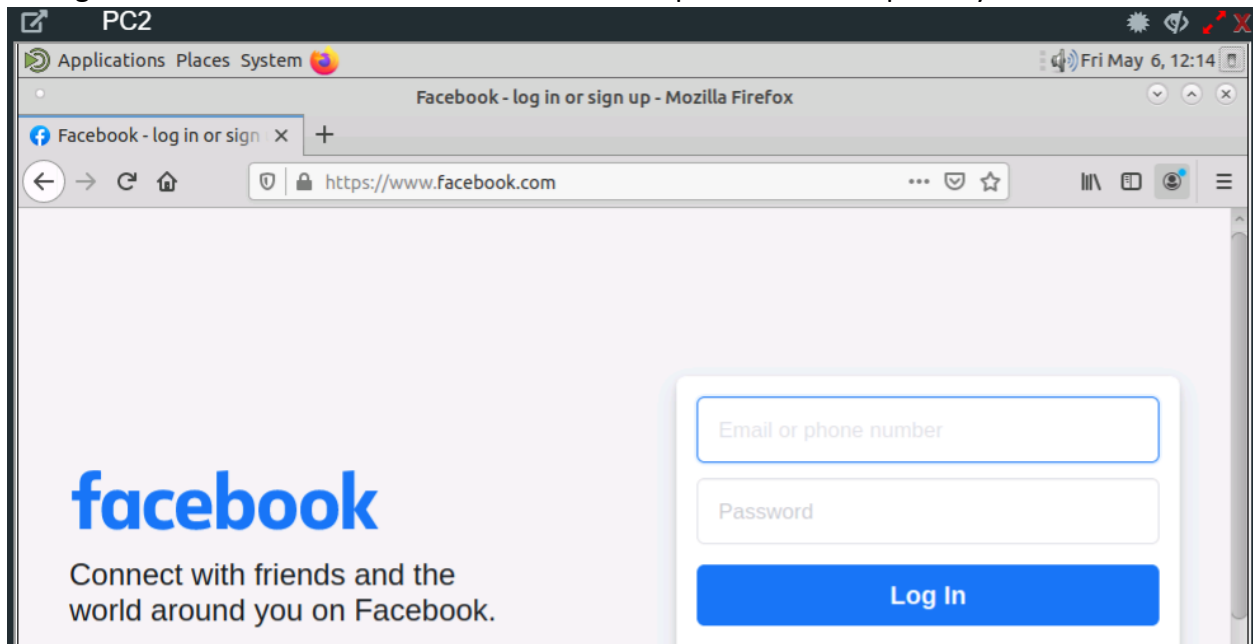 PC2
Applications Places System
Fri May 6, 12:14
Facebook - log in or sign up - Mozilla Firefox
Facebook - log in or sign
https://www.facebook.com
Email or phone number
facebook
Password
Connect with friends and the
world around you on Facebook.
Log In